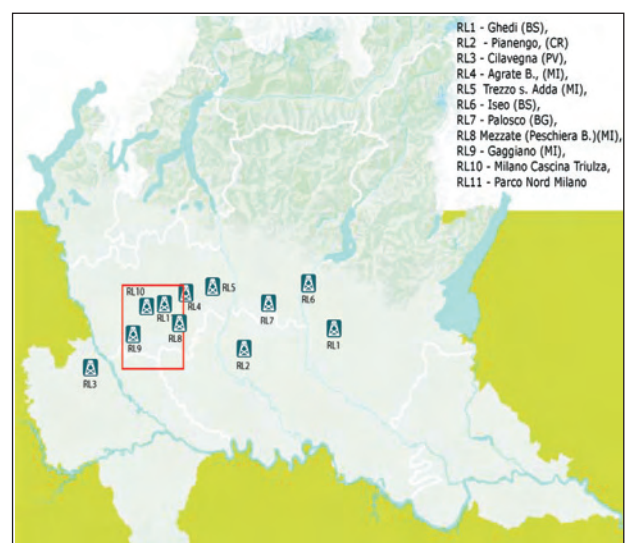 RL1 - Ghedi (BS),
RL2 - Pianengo, (CR)
RL3 - Cilavegna (PV),
RL4 - Agrate B., (MI),
RL5 Trezzo s. Adda (MI),
RL6 - Iseo (BS),
RL7 - Palosco (BG),
RL8 Mezzate (Peschiera B.)(MI),
RL9 - Gaggiano (MI),
RL10 - Milano Cascina Triulza,
RL11 - Parco Nord Milano
RL10
RL1
RL4
RL5
RL6
RL7
RL8
RL9
RL1
RL2
RL3